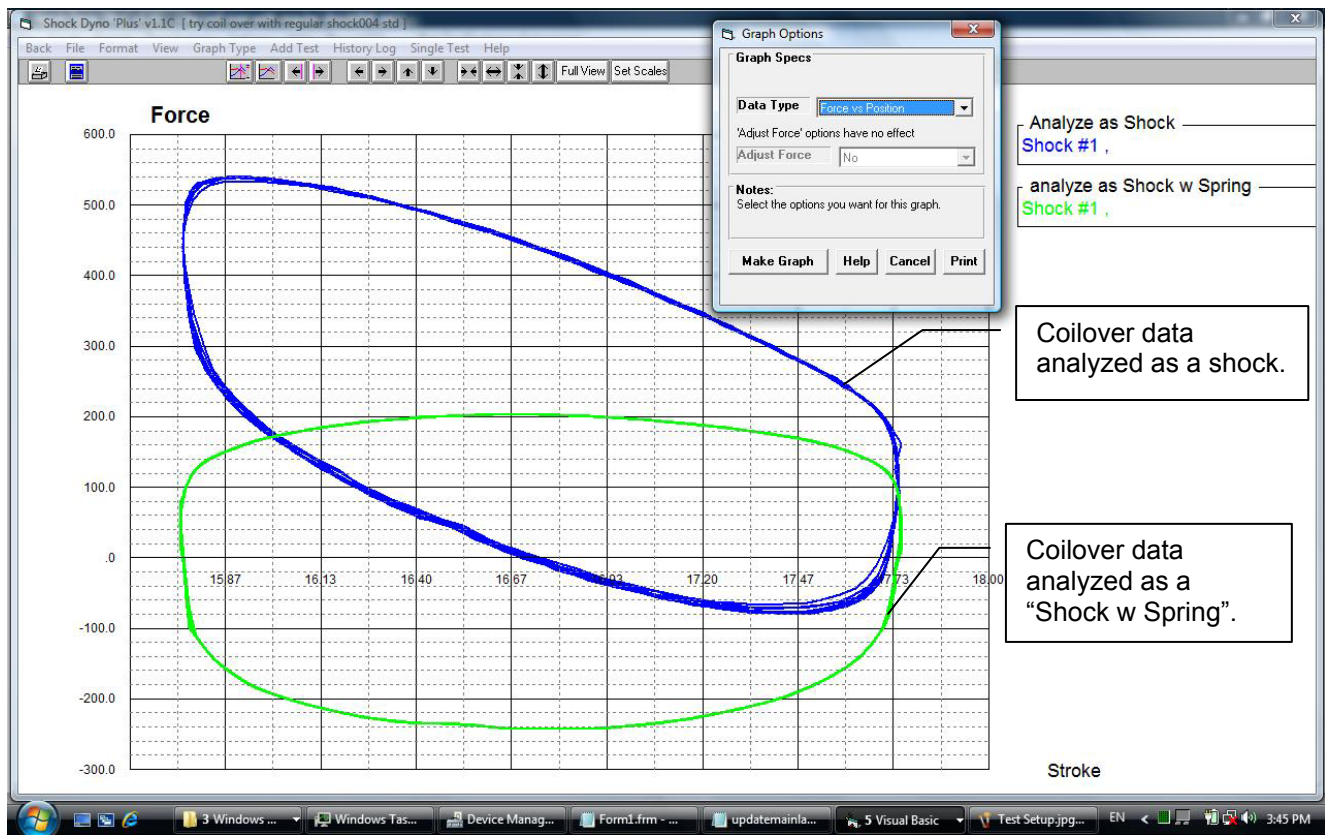 Shock Dyno 'Plus' v1.1C [ try coil over with regular shock004 std ]
Back File Format View Graph Type Add Test History Log Single Test Help
Full View Set Scales
Graph Options
Graph Specs
Data Type Force vs Position
'Adjust Force' options have no effect
Adjust Force No
Notes:
Select the options you want for this graph.
Make Graph Help Cancel Print
Force
600.0
500.0
400.0
300.0
200.0
100.0
.0
-100.0
-200.0
-300.0
15.87 16.13 16.40 16.67 16.93 17.20 17.47 17.73 18.00
Stroke
Analyze as Shock
Shock #1 ,
analyze as Shock w Spring
Shock #1 ,
Coilover data
analyzed as a shock.
Coilover data
analyzed as a
“Shock w Spring”.
3 Windows ... Windows Tas... Device Manag... Form1.frm - ... updatemainla... 5 Visual Basic Test Setup.jpg... EN 3:45 PM